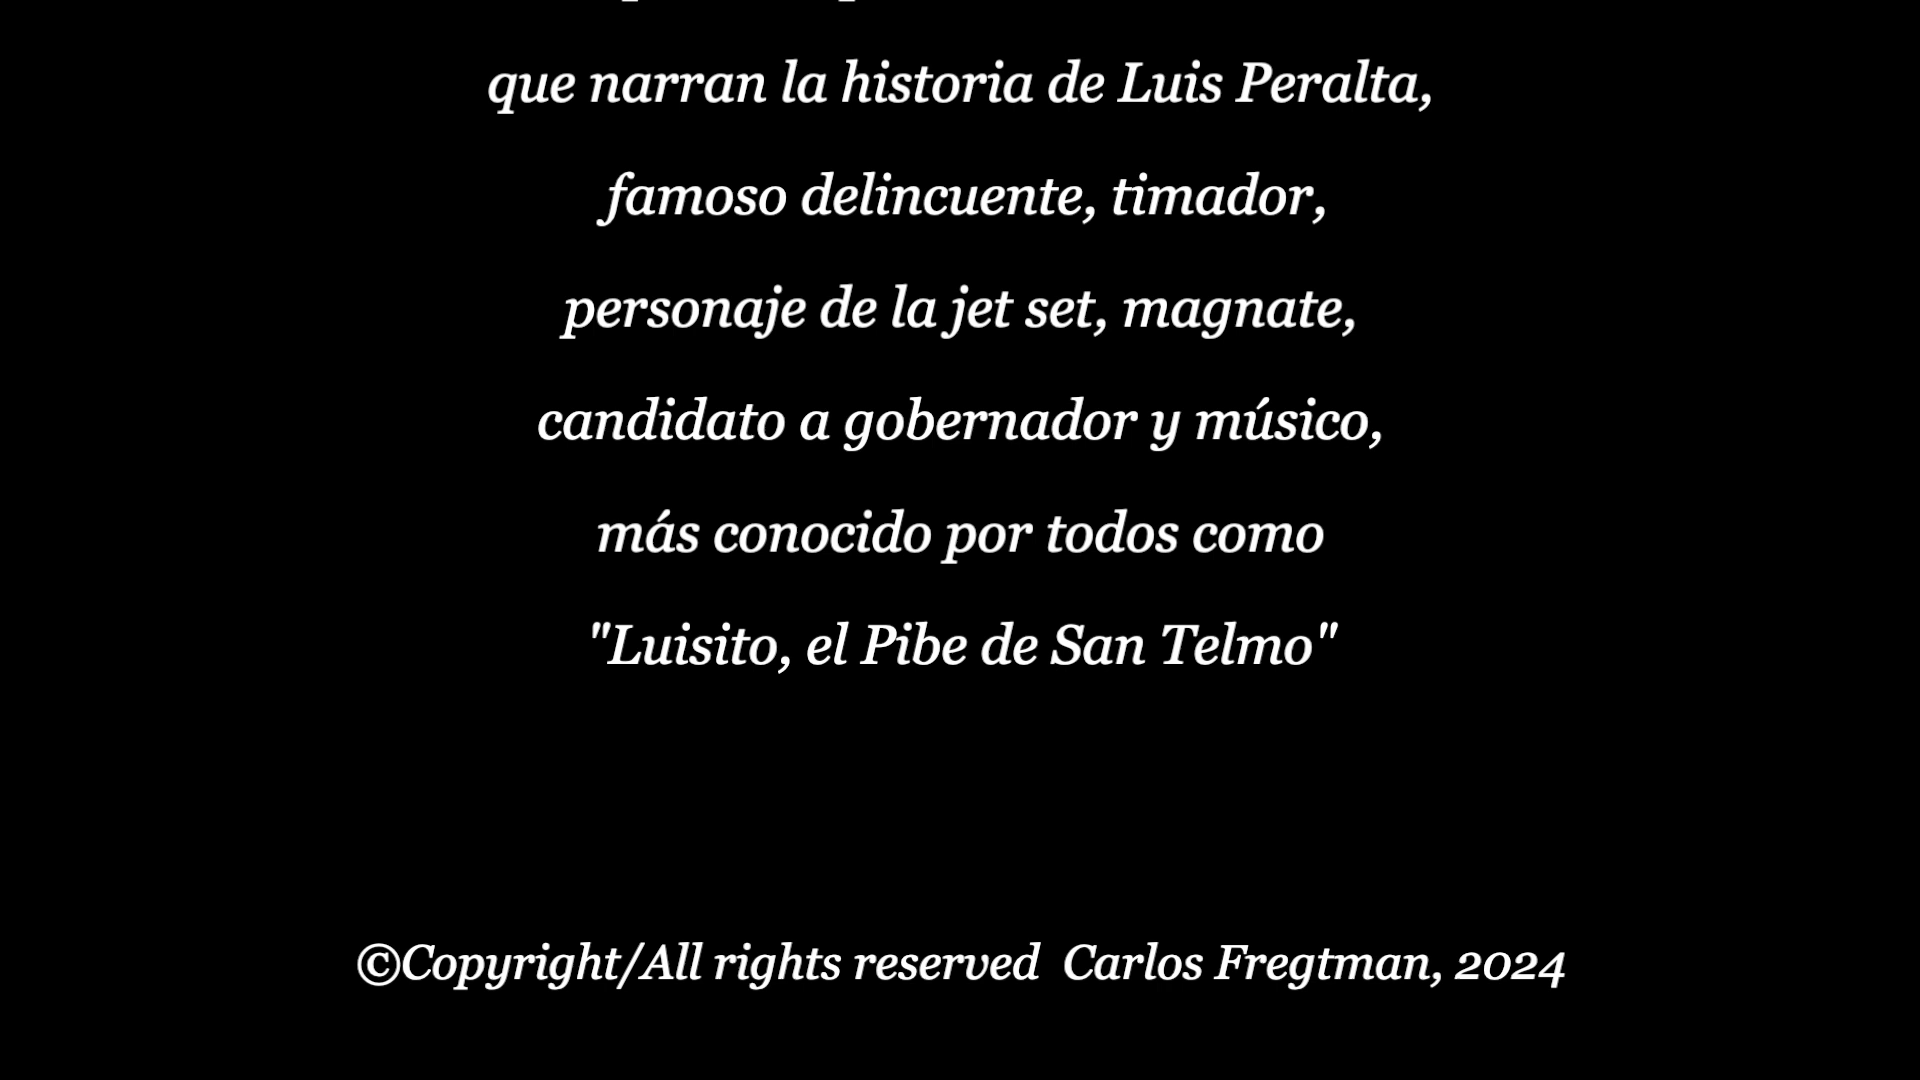 que narran la historia de Luis Peralta,
famoso delincuente, timador,
personaje de la jet set, magnate,
candidato a gobernador y músico,
más conocido por todos como
"Luisito, el Pibe de San Telmo"
©Copyright/All rights reserved  Carlos Fregtman, 2024